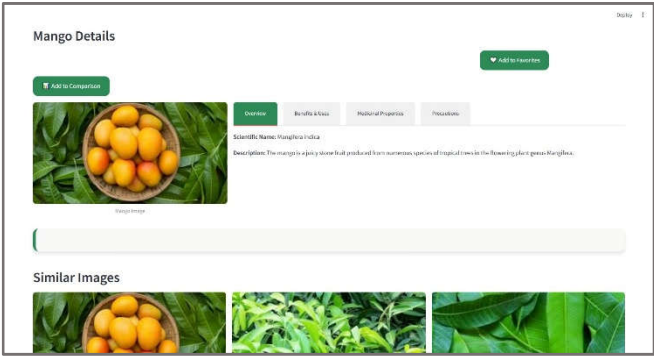 Deploy
Mango Details
❤ Add to Favorites
Add to Comparison
Overview
Benefits & Uses
Medicinal Properties
Precautions
Scientific Name: Mangifera indica
Description: The mango is a juicy stone fruit produced from numerous species of tropical trees in the flowering plant genus Mangifera.
Mango Image
Similar Images